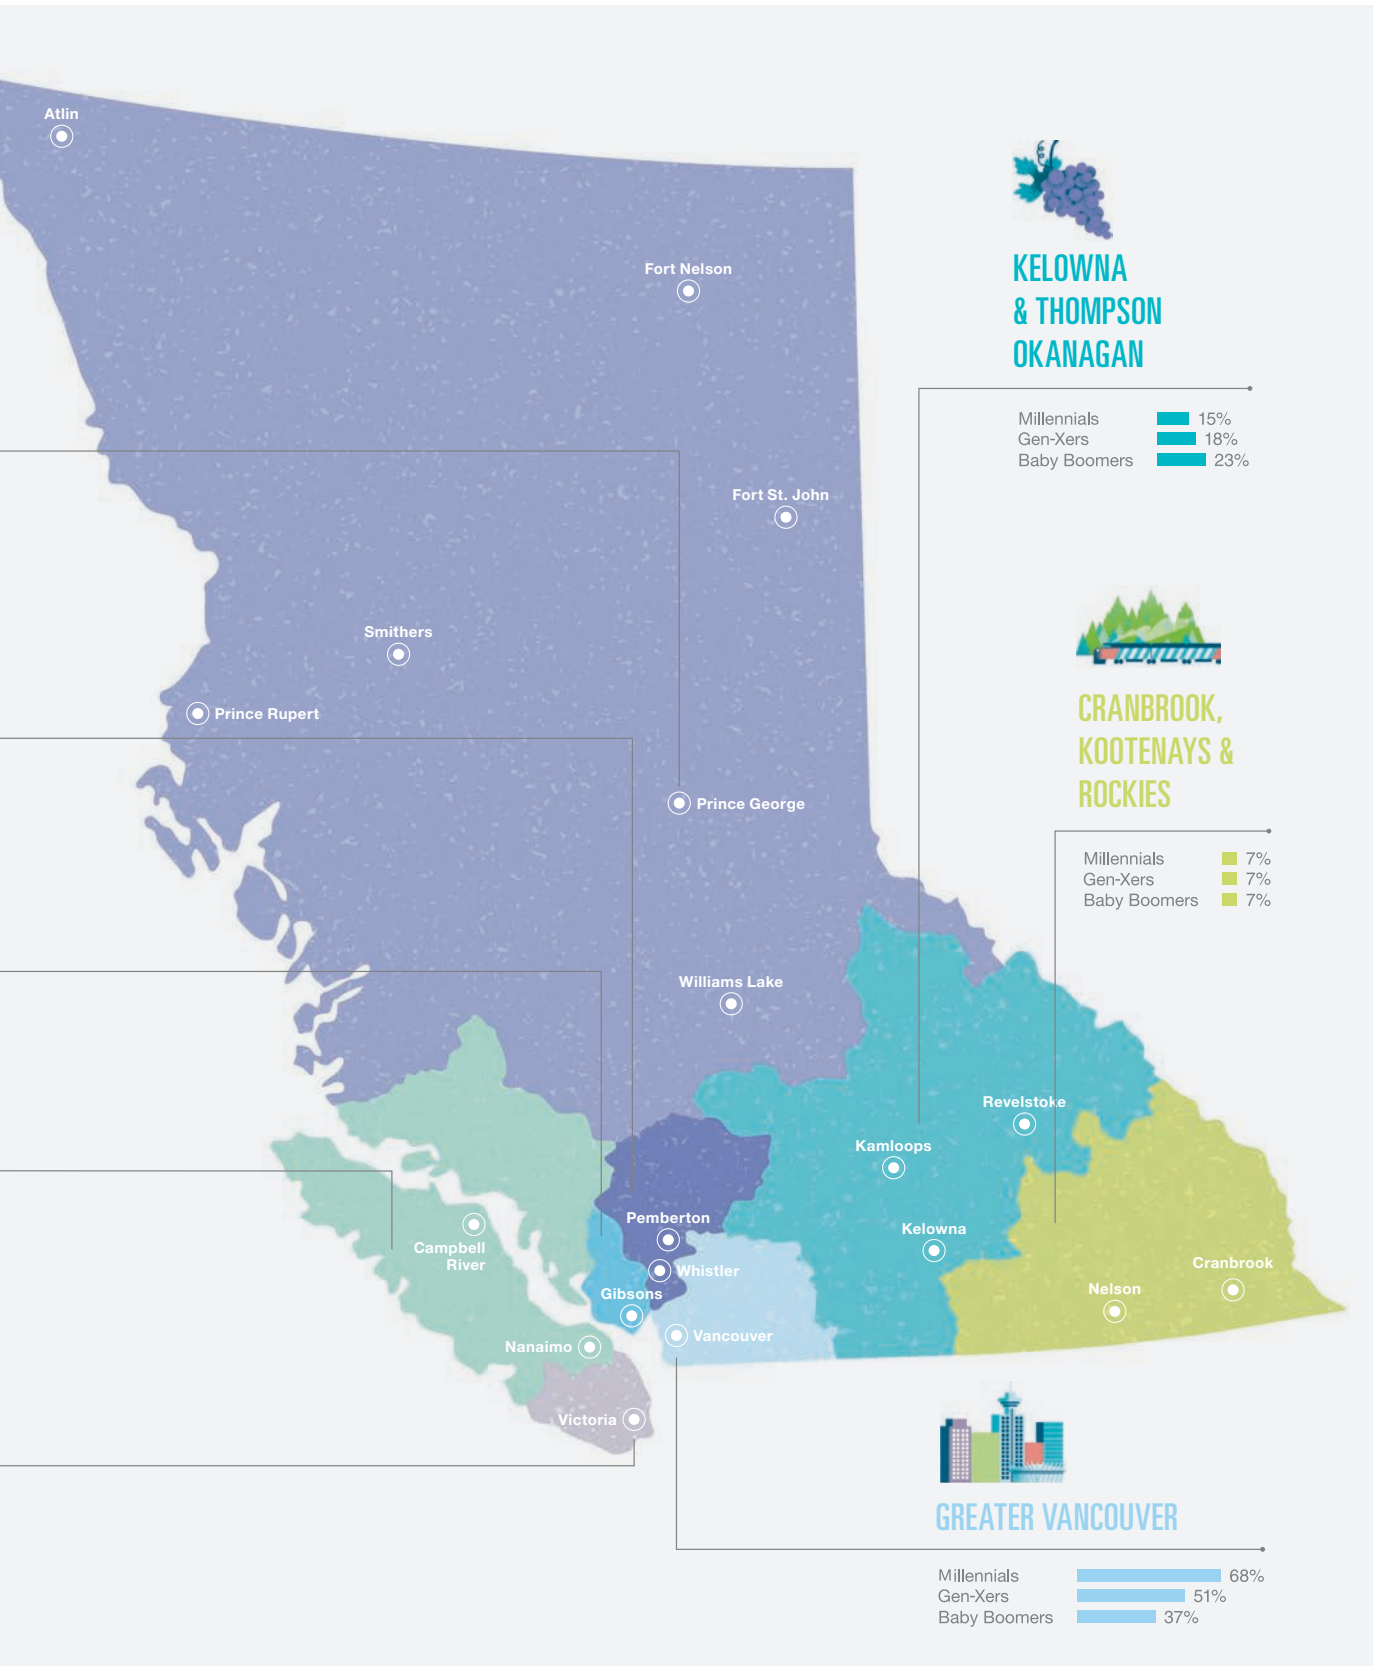 Atlin
Fort Nelson
KELOWNA
& THOMPSON
OKANAGAN
Millennials 15%
Gen-Xers 18%
Baby Boomers 23%
Fort St. John
Smithers
Prince Rupert
CRANBROOK,
KOOTENAYS &
ROCKIES
Prince George
Millennials 7%
Gen-Xers 7%
Baby Boomers 7%
Williams Lake
Revelstoke
Kamloops
Pemberton
Kelowna
Campbell
River
Whistler
Cranbrook
Gibsons
Nelson
Vancouver
Nanaimo
Victoria
GREATER VANCOUVER
Millennials 68%
Gen-Xers 51%
Baby Boomers 37%